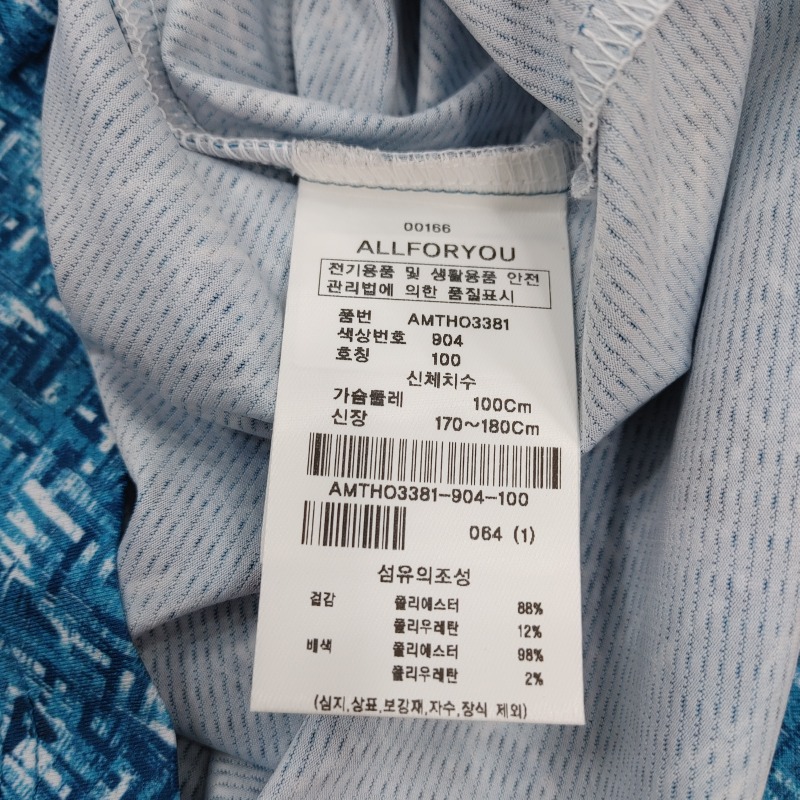 00166
ALLFORYOU
전기용품 및 생활용품 안전
관리법에 의한 품질표시
품번 AMTHO3381
색상번호 904
호칭 100
신체치수
가슴둘레 100Cm
신장 170~180Cm
AMTHO3381-904-100
064 (1)
섬유의조성
겉감 폴리에스터 88%
폴리우레탄 12%
배색 폴리에스터 98%
폴리우레탄 2%
(심지,상표,보강재,자수,장식 제외)